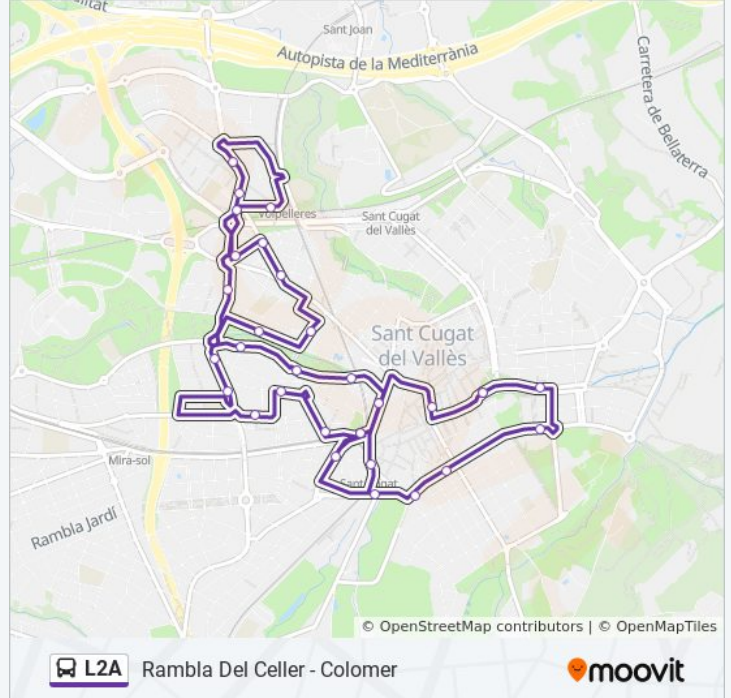 litat
Sant Joan
Autopista de la Mediterrània
Carretera de Bellaterra
Volpelleres
Sant Cugat
del Vallès
Sant Cugat
del Vallès
Mira-sol
Sant Cugat
Rambla Jardí
© OpenStreetMap contributors | © OpenMapTiles
L2A Rambla Del Celler - Colomer
moovit